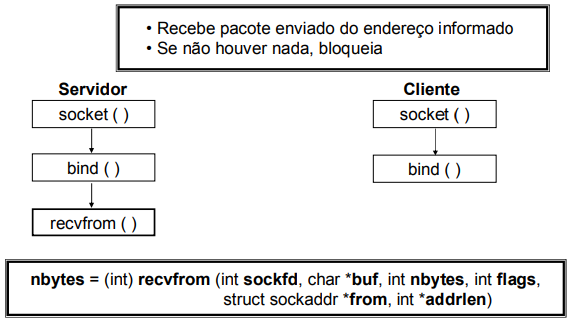 • Recebe pacote enviado do endereço informado
• Se não houver nada, bloqueia
Servidor
Cliente
socket ( )
socket ( )
bind ( )
bind ( )
recvfrom ( )
nbytes = (int) recvfrom (int sockfd, char *buf, int nbytes, int flags,
struct sockaddr *from, int *addrlen)